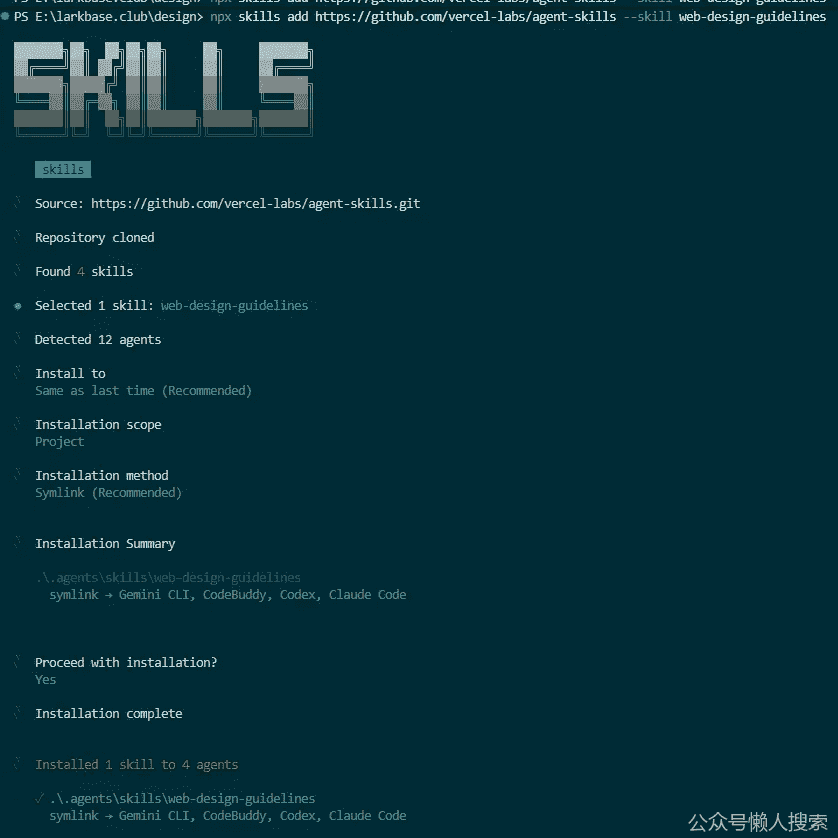 PS E:\larkbase.club\design> npx skills add https://github.com/vercel-labs/agent-skills --skill web-design-guidelines
SKILLS
skills
Source: https://github.com/vercel-labs/agent-skills.git
Repository cloned
Found 4 skills
Selected 1 skill: web-design-guidelines
Detected 12 agents
Install to
Same as last time (Recommended)
Installation scope
Project
Installation method
Symlink (Recommended)
Installation Summary
.\.agents\skills\web-design-guidelines
symlink → Gemini CLI, CodeBuddy, Codex, Claude Code
Proceed with installation?
Yes
Installation complete
Installed 1 skill to 4 agents
✓ .\.agents\skills\web-design-guidelines
symlink → Gemini CLI, CodeBuddy, Codex, Claude Code
公众号懒人搜索